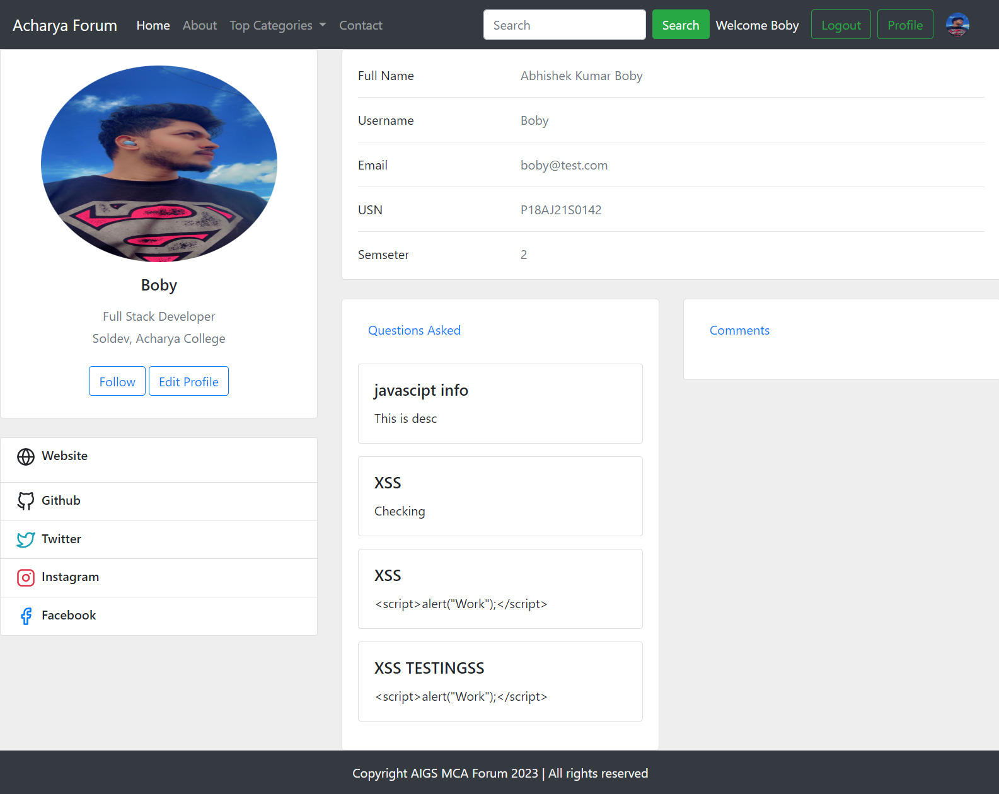 Acharya Forum Home About Top Categories Contact Search Search Welcome Boby Logout Profile
Boby
Full Stack Developer
Soldev, Acharya College
Follow Edit Profile
Website
Github
Twitter
Instagram
Facebook
Full Name Abhishek Kumar Boby
Username Boby
Email boby@test.com
USN P18AJ21S0142
Semseter 2
Questions Asked
javascipt info
This is desc
XSS
Checking
XSS
<script>alert("Work");</script>
XSS TESTINGSS
<script>alert("Work");</script>
Comments
Copyright AIGS MCA Forum 2023 | All rights reserved